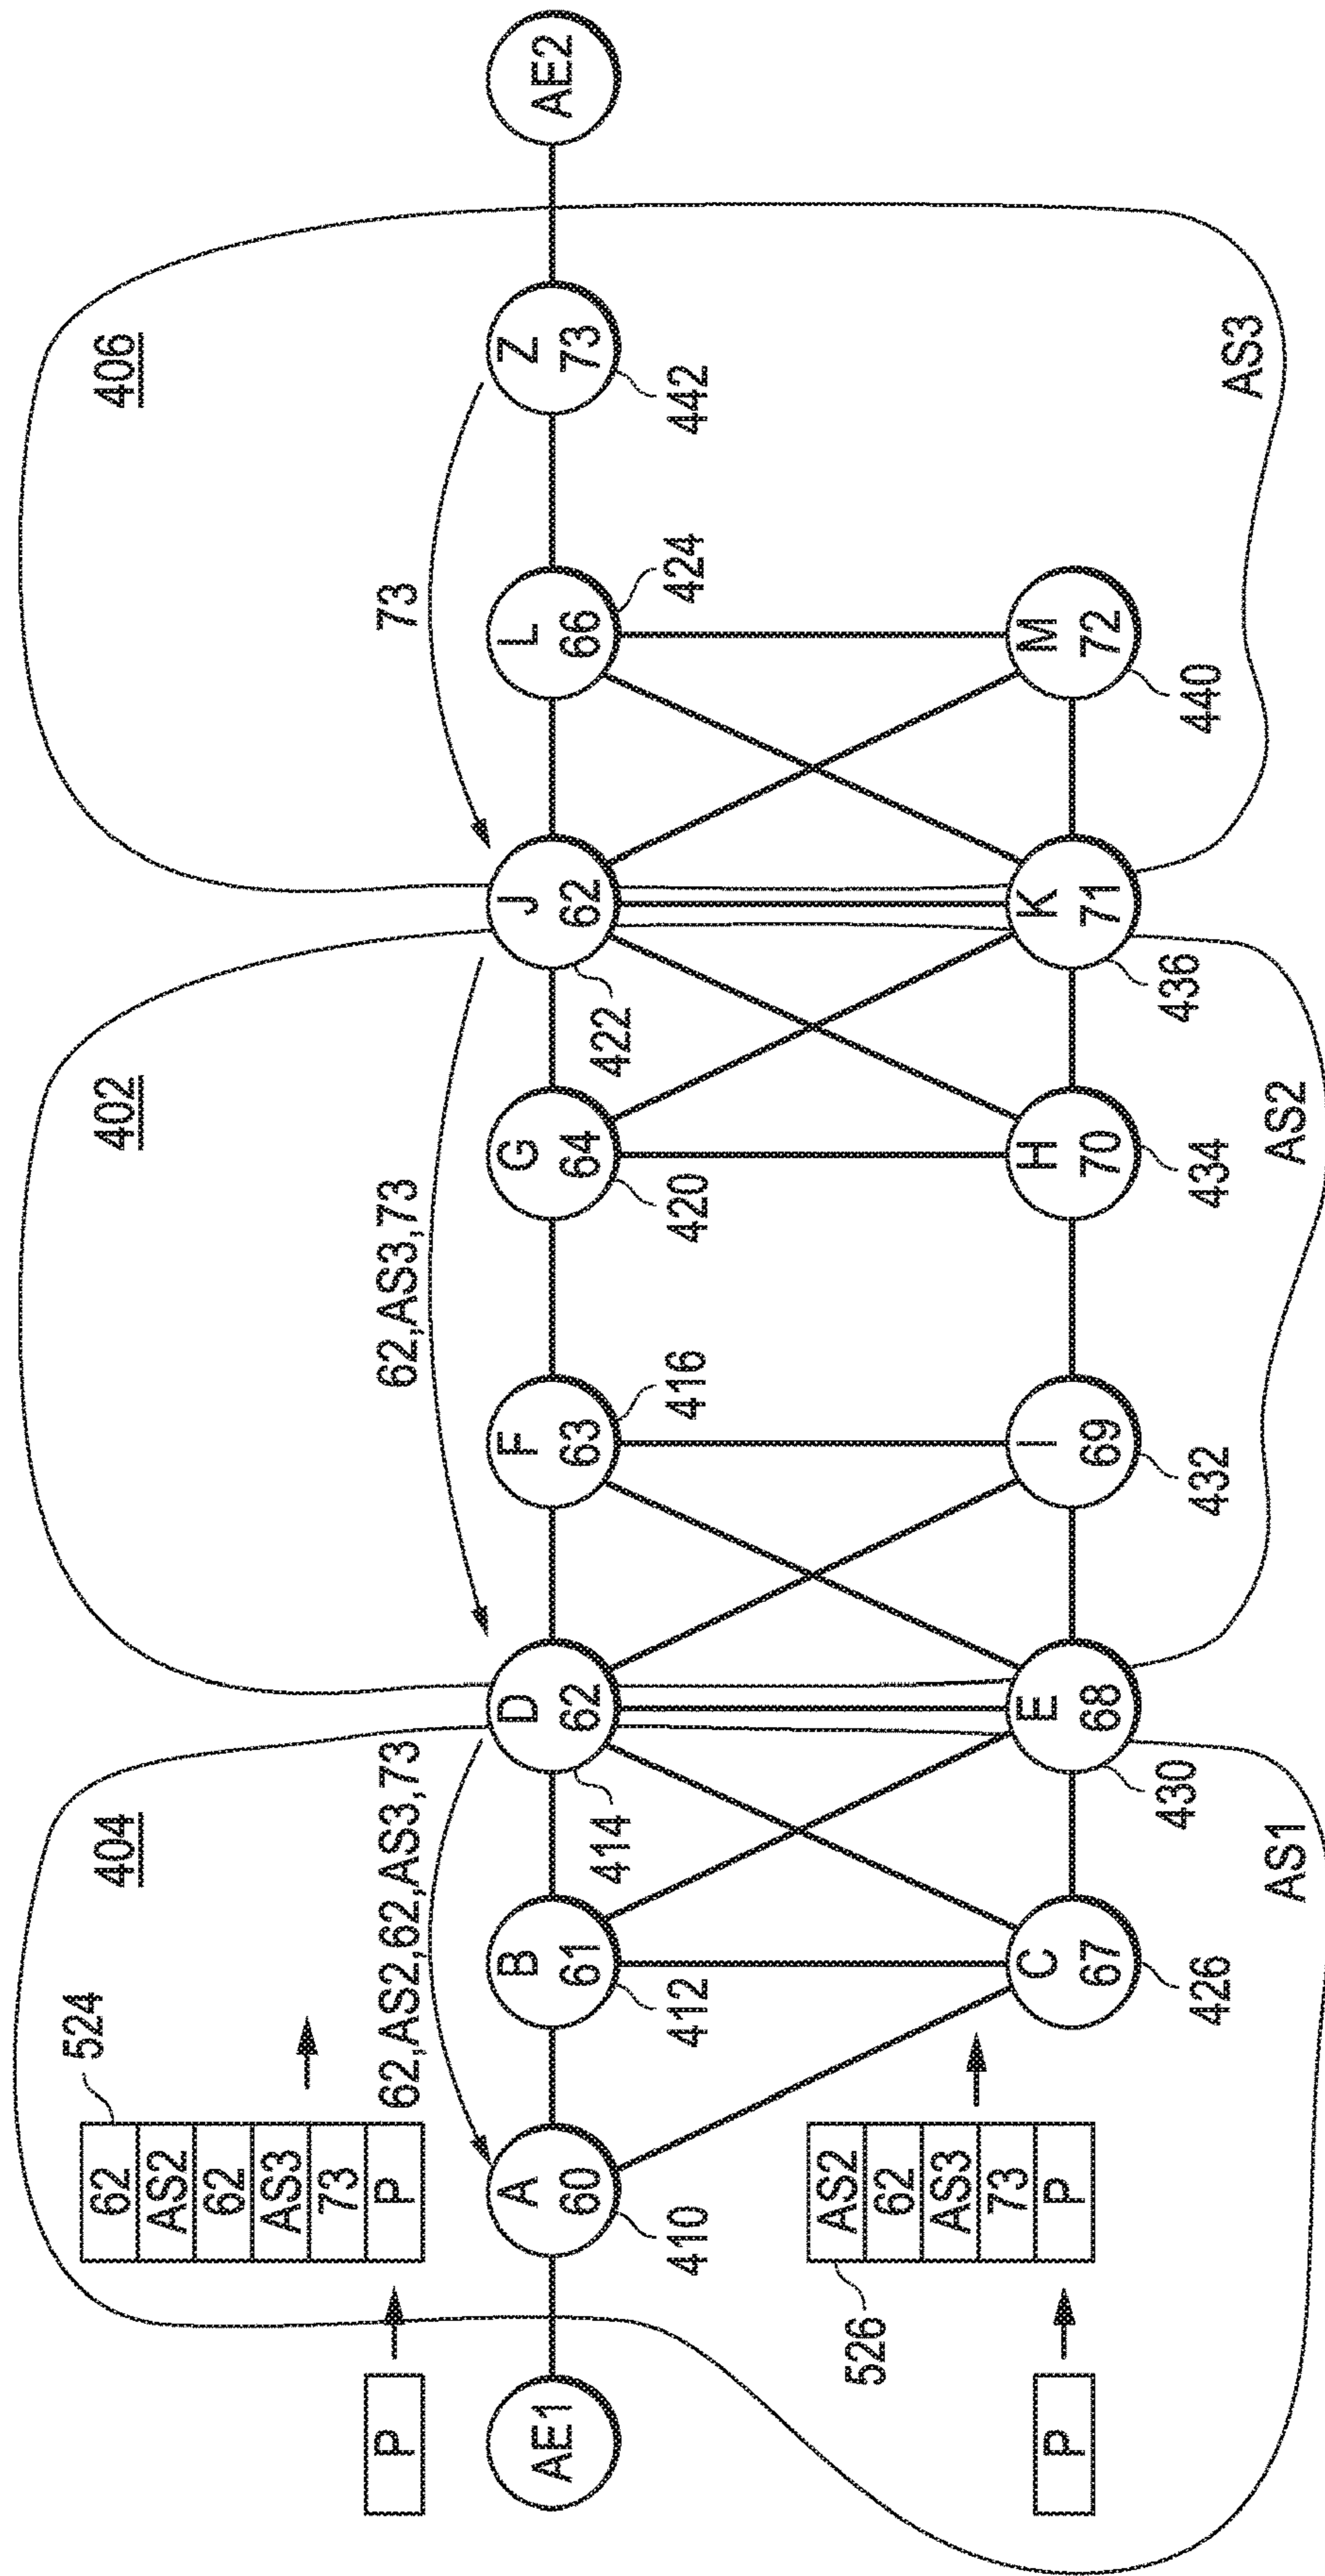 404
402
406
524
62
AS2
62
AS3
73
P
P
62,AS2,62,AS3,73
62,AS3,73
73
AE1
A
60
410
B
61
412
D
62
414
F
63
416
G
64
420
J
62
422
L
66
424
Z
73
442
AE2
526
AS2
62
AS3
73
P
P
C
67
426
E
68
430
I
69
432
H
70
434
K
71
436
M
72
440
AS1
AS2
AS3